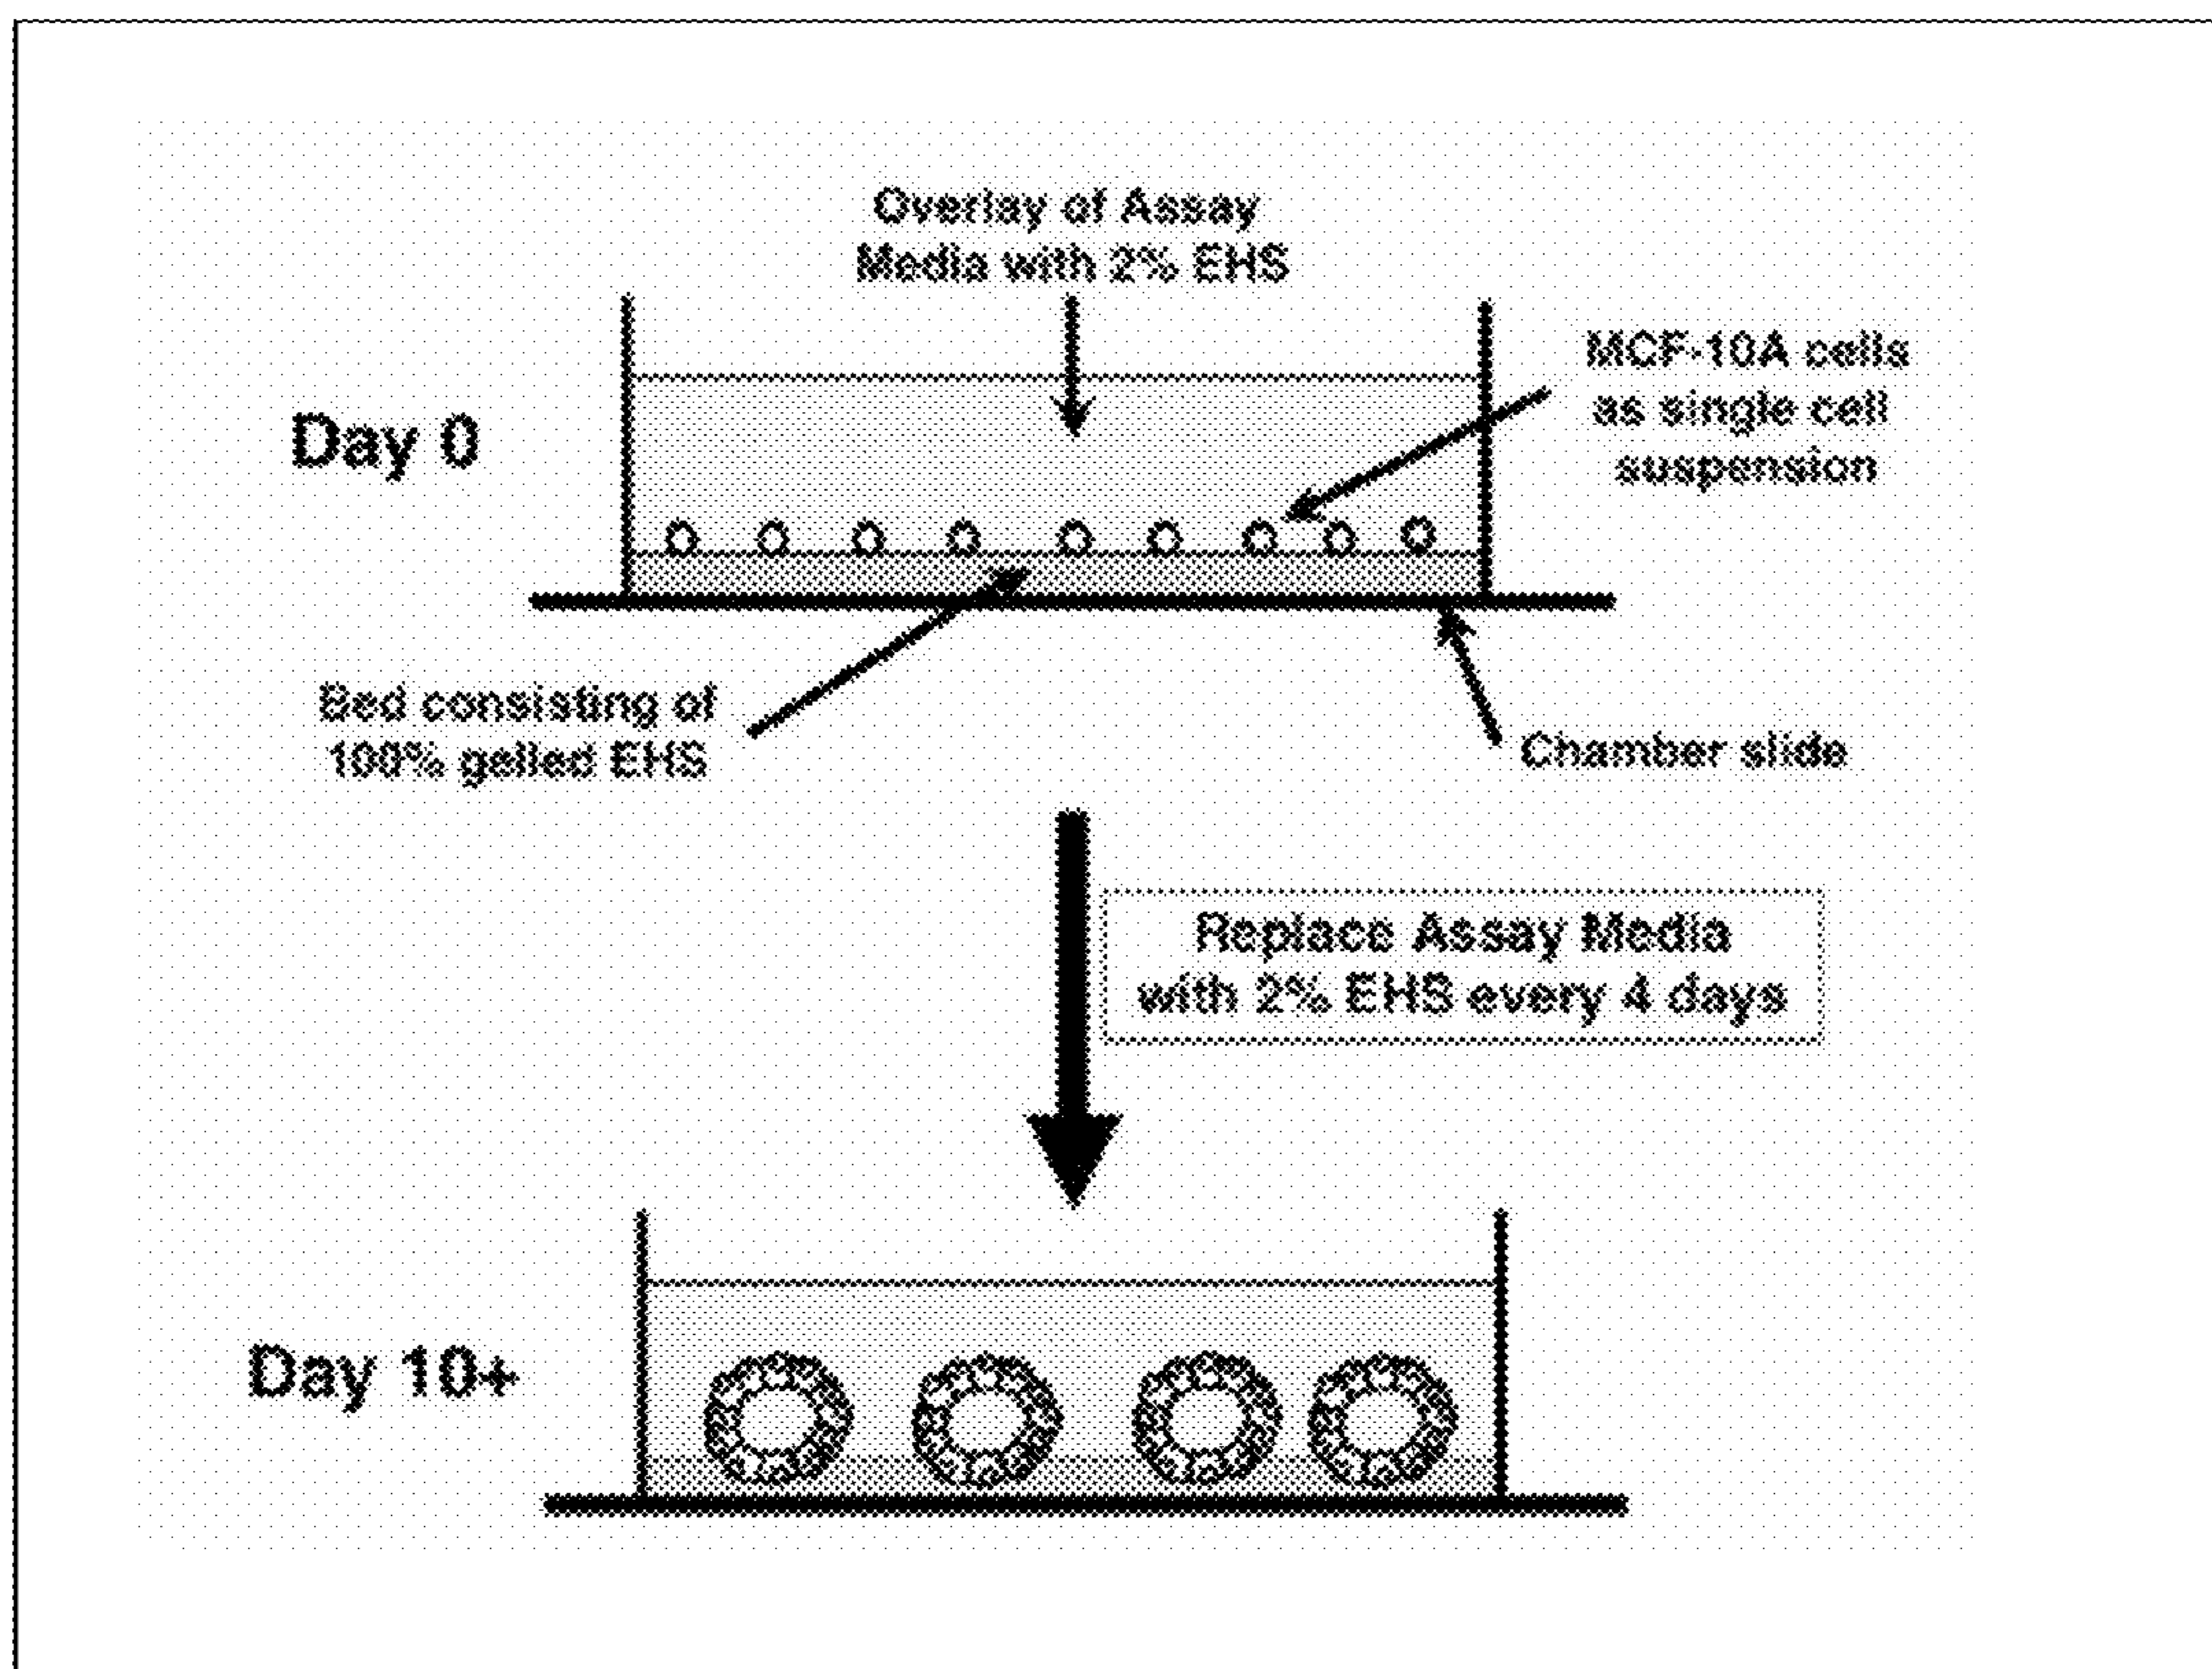 Overlay of Assay
Media with 2% EHS
MCF-10A cells
as single cell
suspension
Day 0
Bed consisting of
100% gelled EHS
Chamber slide
Replace Assay Media
with 2% EHS every 4 days
Day 10+